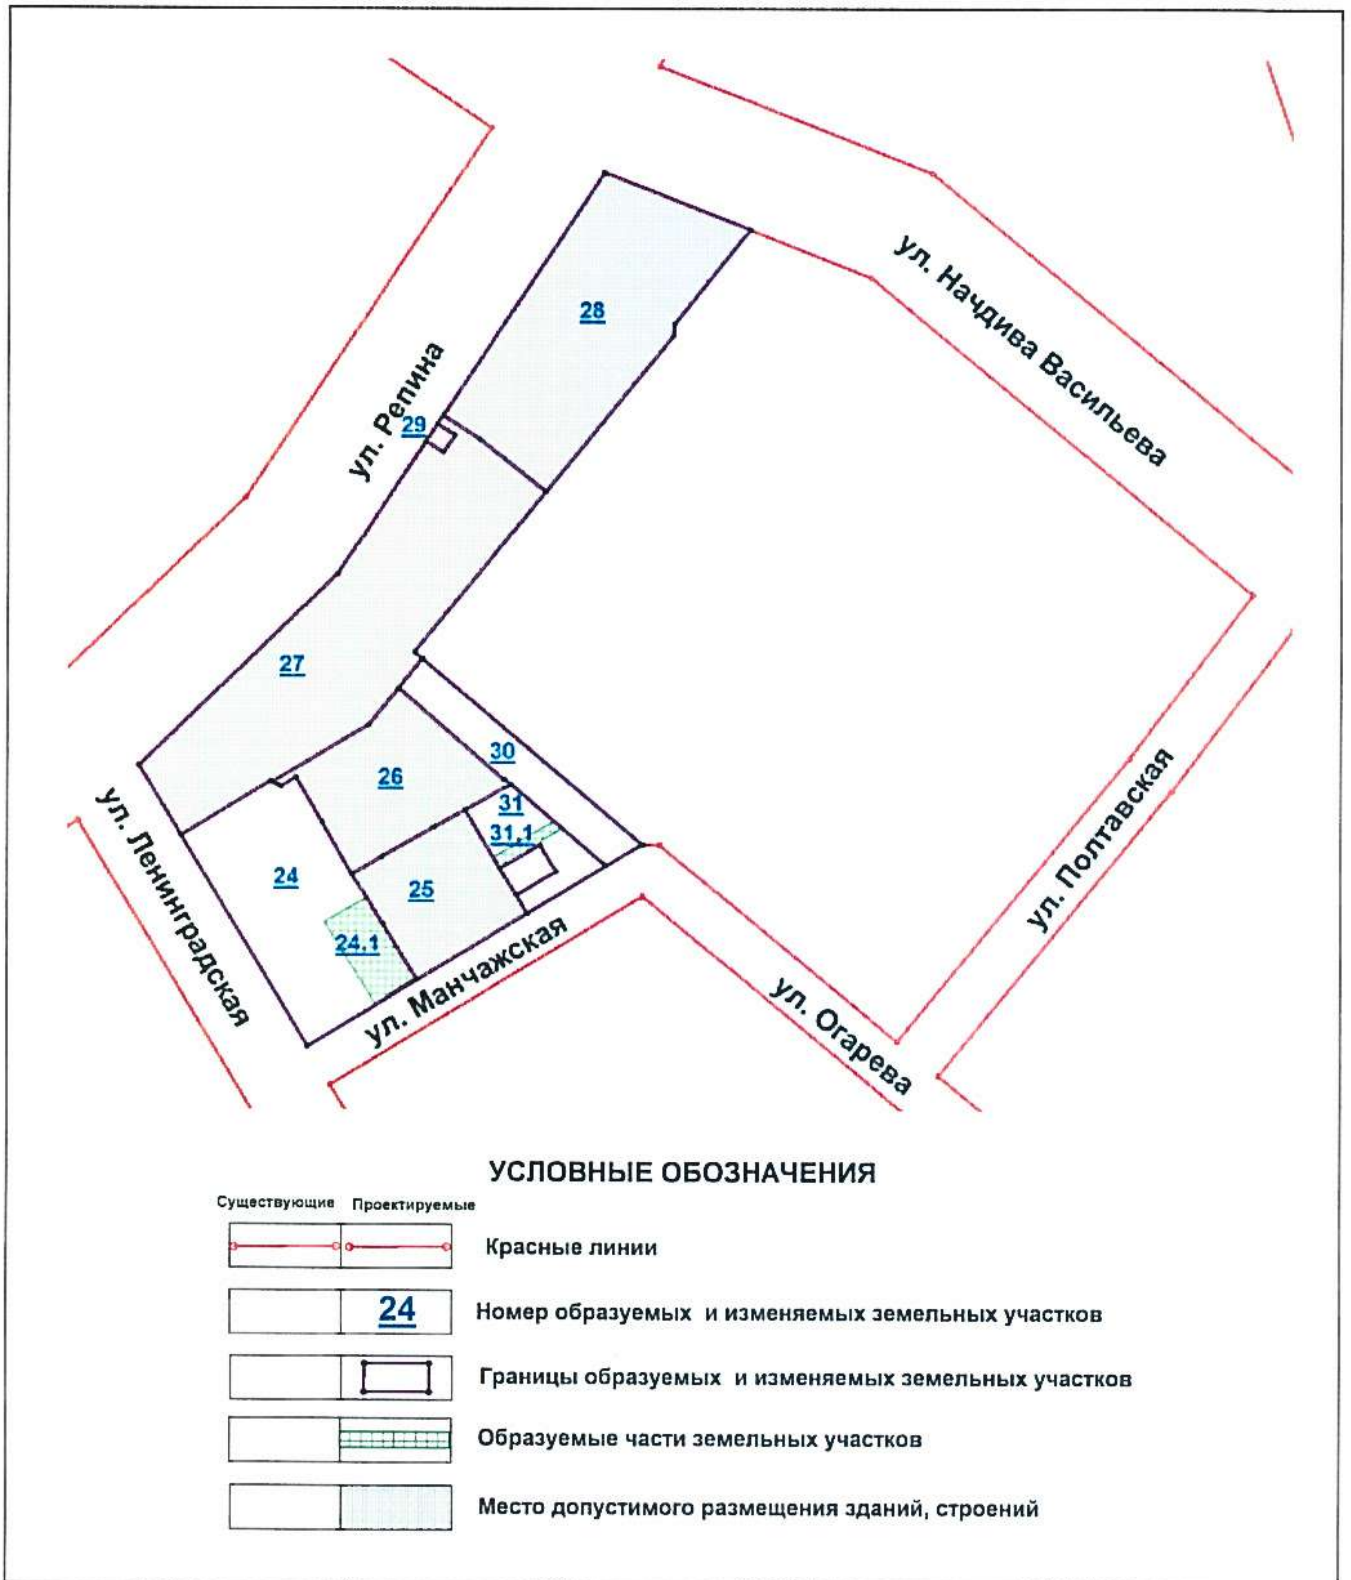 ул. Начдива Васильева
28
ул. Репина
29
27
30
26
31
31,1
ул. Полтавская
ул. Ленинградская
24
25
24,1
ул. Манчажская
ул. Огарева
УСЛОВНЫЕ ОБОЗНАЧЕНИЯ
Существующие Проектируемые
Красные линии
24 Номер образуемых и изменяемых земельных участков
Границы образуемых и изменяемых земельных участков
Образуемые части земельных участков
Место допустимого размещения зданий, строений